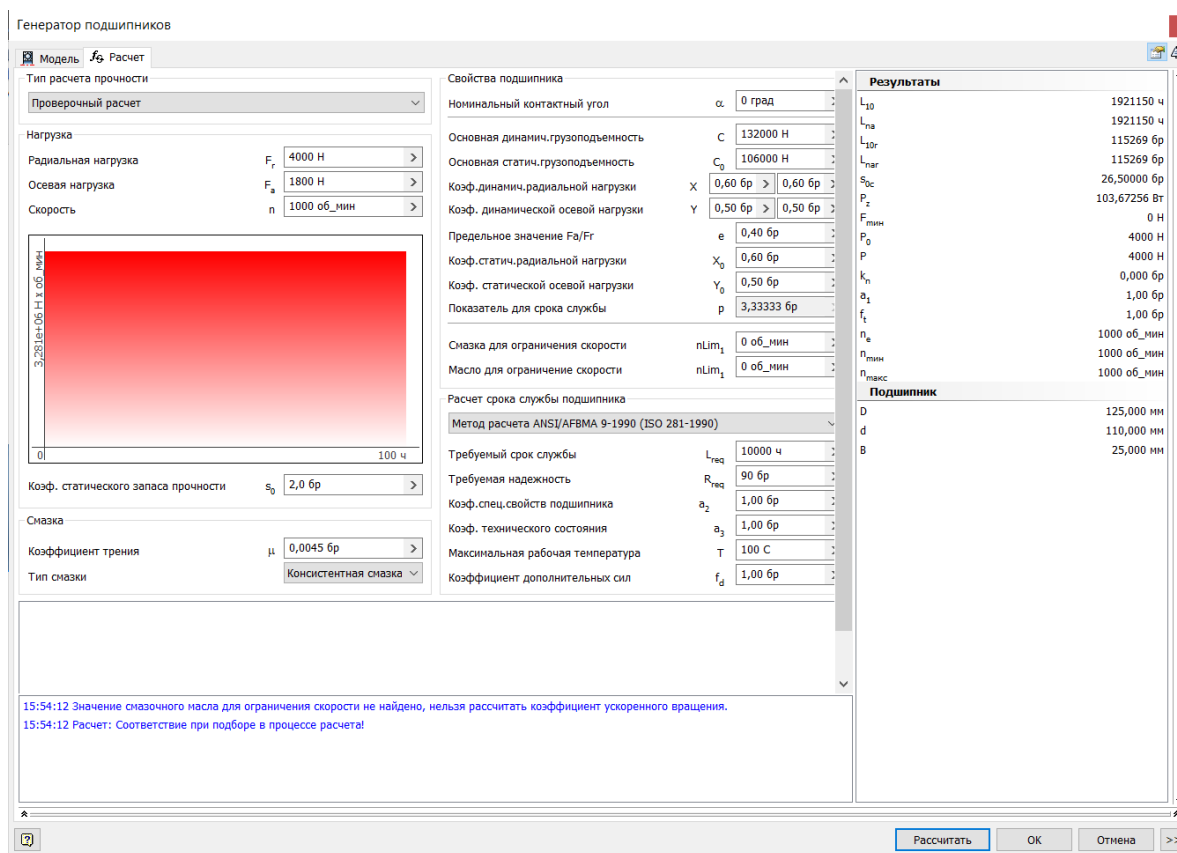 Генератор подшипников
Модель
fG Расчет
Тип расчета прочности
Проверочный расчет
Нагрузка
Радиальная нагрузка Fr 4000 Н
Осевая нагрузка Fa 1800 Н
Скорость n 1000 об_мин
3,281e+06 Н x об_мин
0 100 ч
Коэф. статического запаса прочности s0 2,0 бр
Смазка
Коэффициент трения μ 0,0045 бр
Тип смазки Консистентная смазка
Свойства подшипника
Номинальный контактный угол α 0 град
Основная динамич.грузоподъемность C 132000 Н
Основная статич.грузоподъемность C0 106000 Н
Коэф.динамич.радиальной нагрузки X 0,60 бр 0,60 бр
Коэф. динамической осевой нагрузки Y 0,50 бр 0,50 бр
Предельное значение Fa/Fr e 0,40 бр
Коэф.статич.радиальной нагрузки X0 0,60 бр
Коэф. статической осевой нагрузки Y0 0,50 бр
Показатель для срока службы p 3,33333 бр
Смазка для ограничения скорости nLim1 0 об_мин
Масло для ограничение скорости nLim1 0 об_мин
Расчет срока службы подшипника
Метод расчета ANSI/AFBMA 9-1990 (ISO 281-1990)
Требуемый срок службы Lreq 10000 ч
Требуемая надежность Rreq 90 бр
Коэф.спец.свойств подшипника a2 1,00 бр
Коэф. технического состояния a3 1,00 бр
Максимальная рабочая температура T 100 С
Коэффициент дополнительных сил fd 1,00 бр
Результаты
L10 1921150 ч
Lna 1921150 ч
L10r 115269 бр
Lnar 115269 бр
s0c 26,50000 бр
Pz 103,67256 Вт
Fмин 0 Н
P0 4000 Н
P 4000 Н
kn 0,000 бр
a1 1,00 бр
ft 1,00 бр
ne 1000 об_мин
nмин 1000 об_мин
nмакс 1000 об_мин
Подшипник
D 125,000 мм
d 110,000 мм
B 25,000 мм
15:54:12 Значение смазочного масла для ограничения скорости не найдено, нельзя рассчитать коэффициент ускоренного вращения.
15:54:12 Расчет: Соответствие при подборе в процессе расчета!
Рассчитать ОК Отмена >>